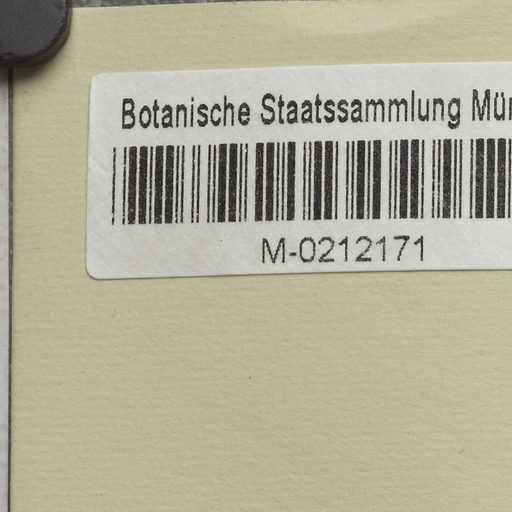 Botanische Staatssammlung Mün
M-0212171